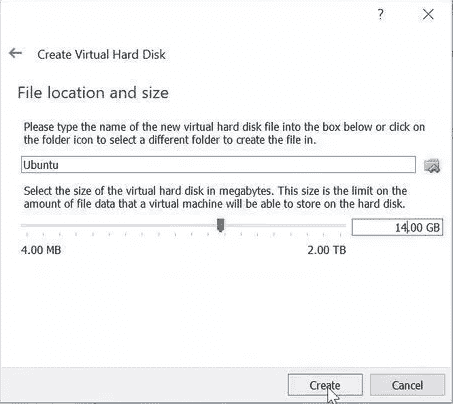 ?
Create Virtual Hard Disk
File location and size
Please type the name of the new virtual hard disk file into the box below or click on
the folder icon to select a different folder to create the file in.
Ubuntu
Select the size of the virtual hard disk in megabytes. This size is the limit on the
amount of file data that a virtual machine will be able to store on the hard disk.
14.00 GB
4.00 MB 2.00 TB
Create Cancel